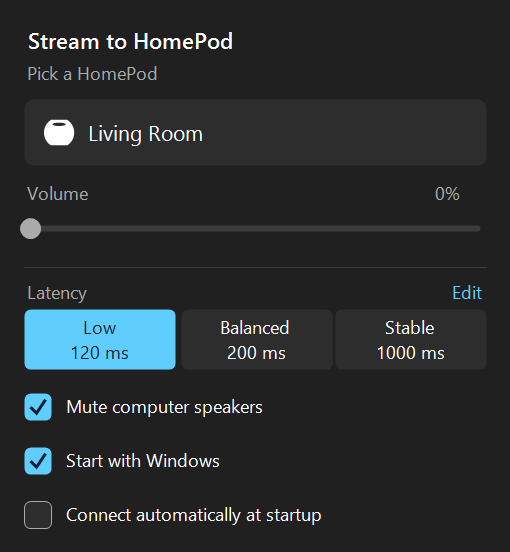 Stream to HomePod
Pick a HomePod
Living Room
Volume 0%
Latency Edit
Low Balanced Stable
120 ms 200 ms 1000 ms
Mute computer speakers
Start with Windows
Connect automatically at startup